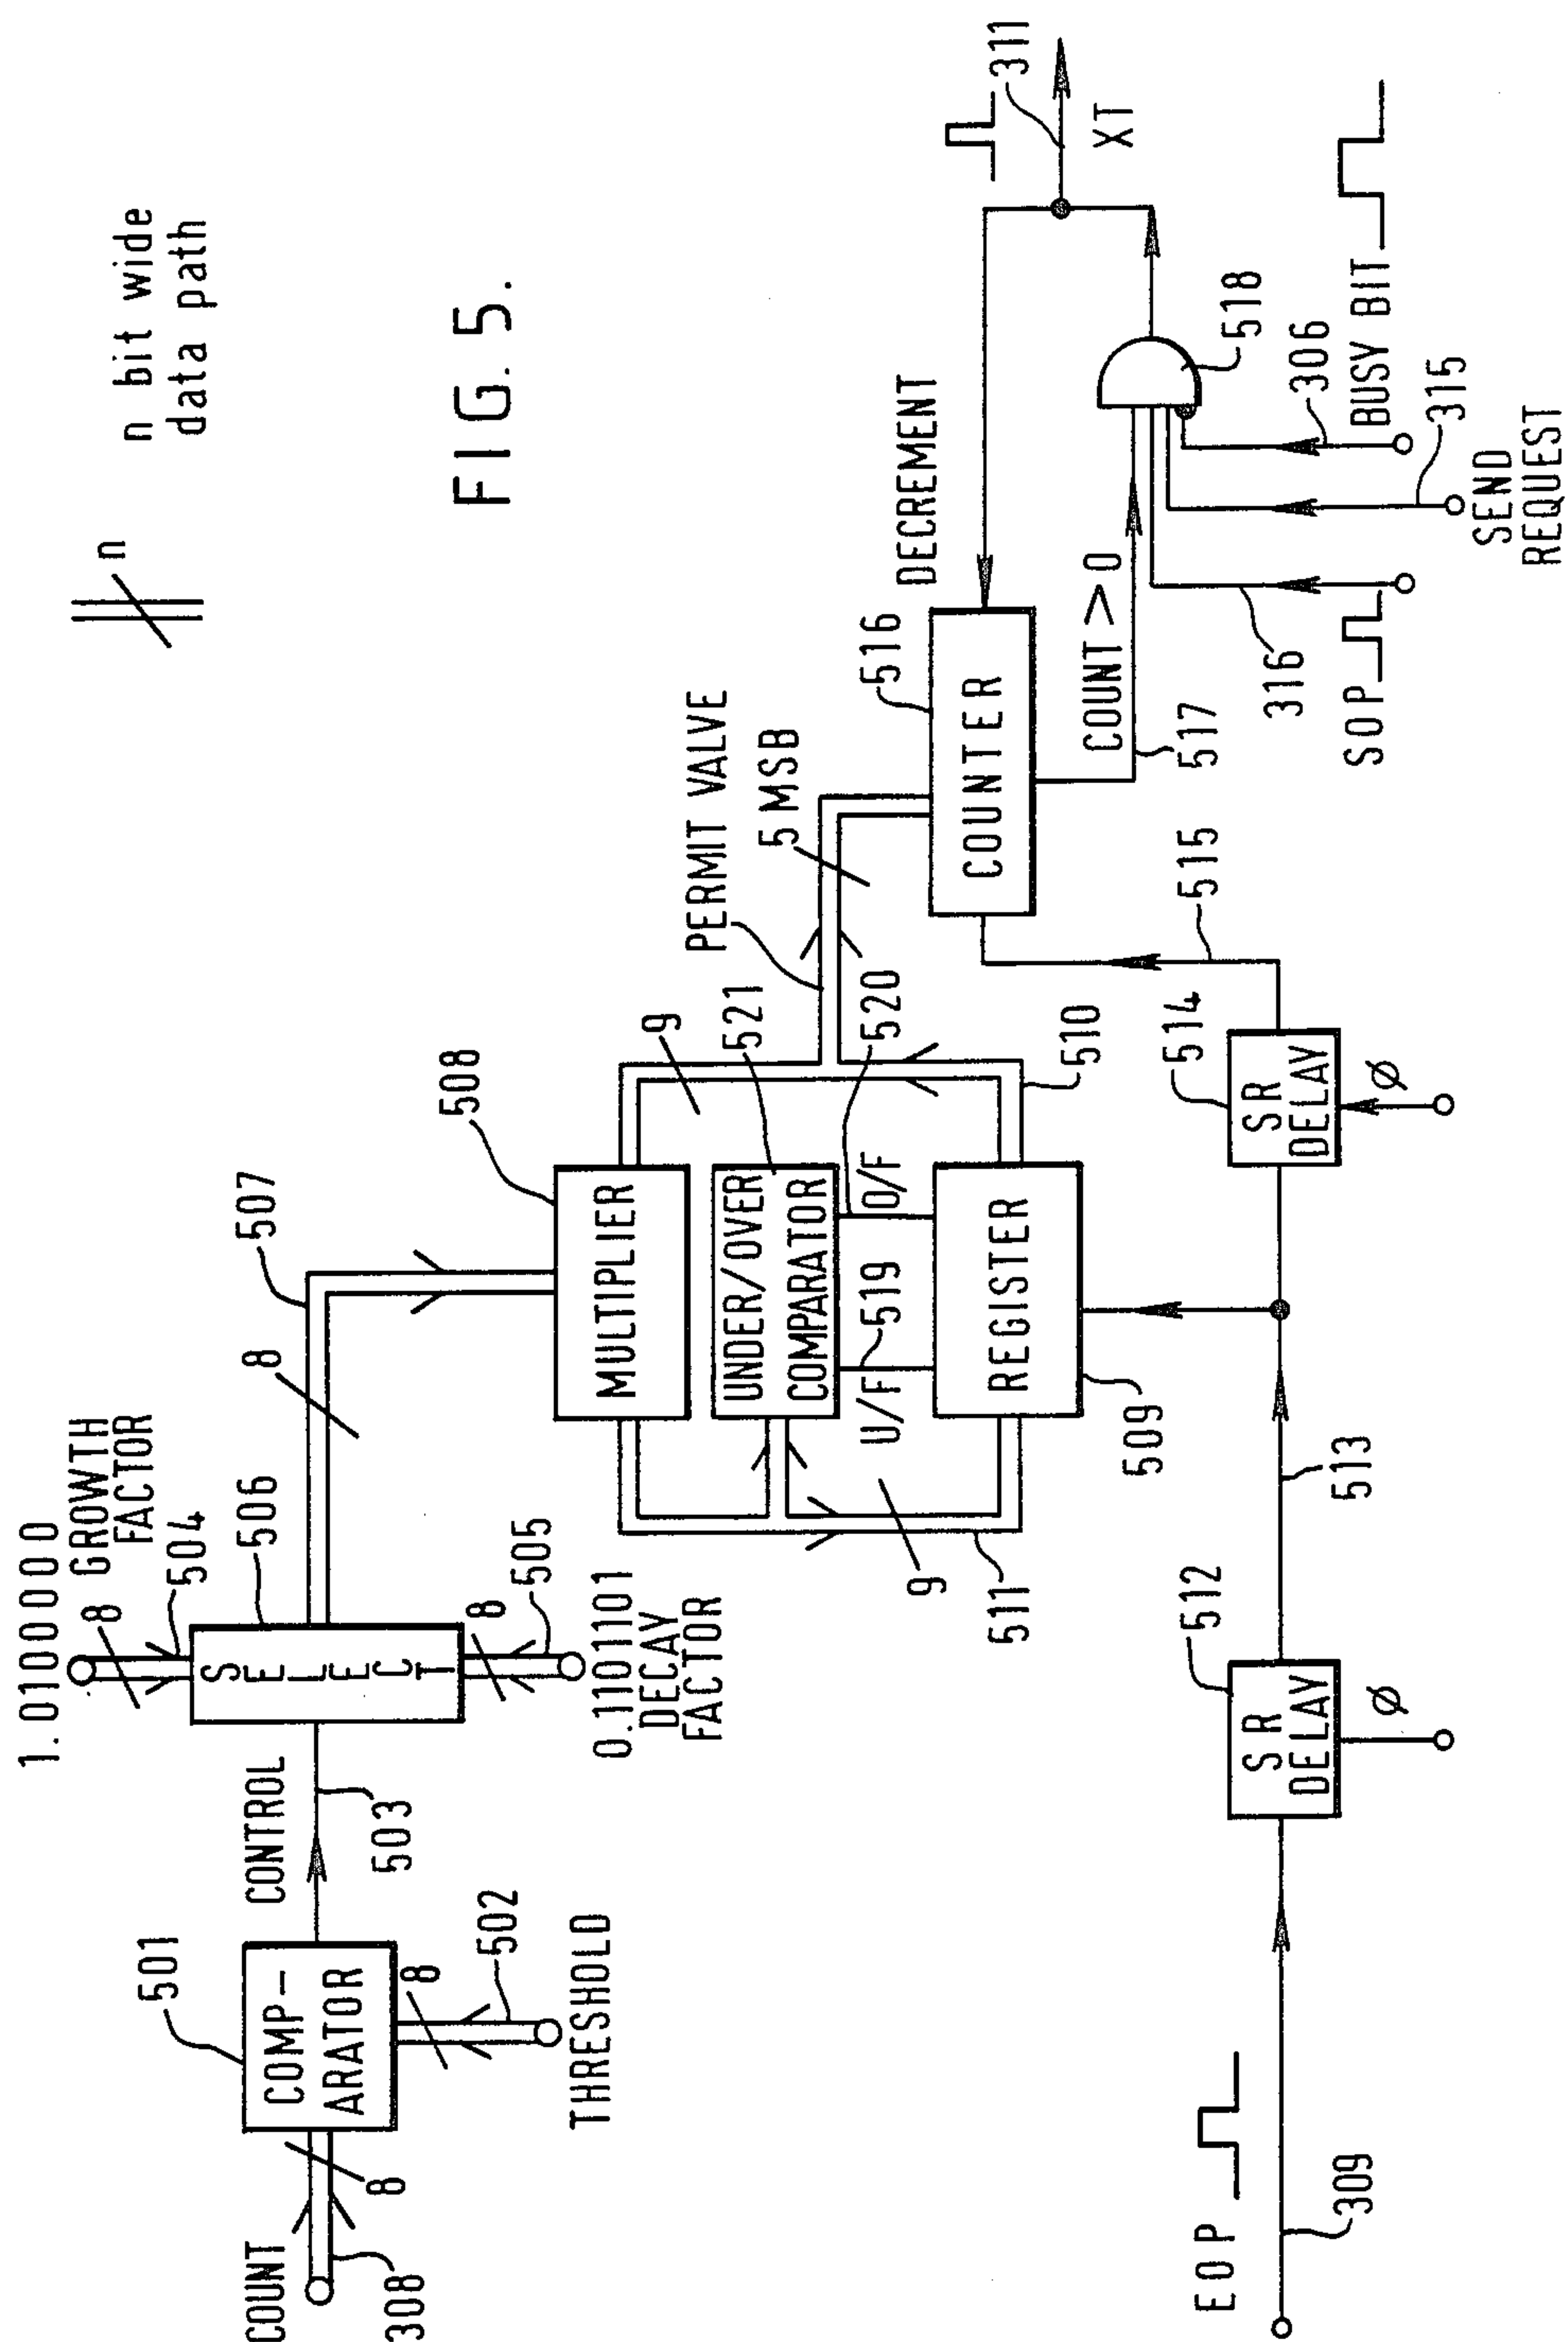 n
n bit wide
data path
FIG. 5.
1.0100000
8 GROWTH
FACTOR
504
506
SELECT
8
505
0.1101101
DECAY
FACTOR
COUNT
308
8
501
COMP-
ARATOR
8
502
THRESHOLD
CONTROL
503
8
507
508
MULTIPLIER
9
521
UNDER/OVER
COMPARATOR
U/F
519
O/F
520
REGISTER
509
510
9
511
PERMIT VALVE
5 MSB
516
COUNTER
DECREMENT
COUNT>0
517
311
XT
518
306
BUSY BIT
315
SEND
REQUEST
316
SOP
EOP
309
512
SR
DELAY
Ø
513
514
SR
DELAY
Ø
515